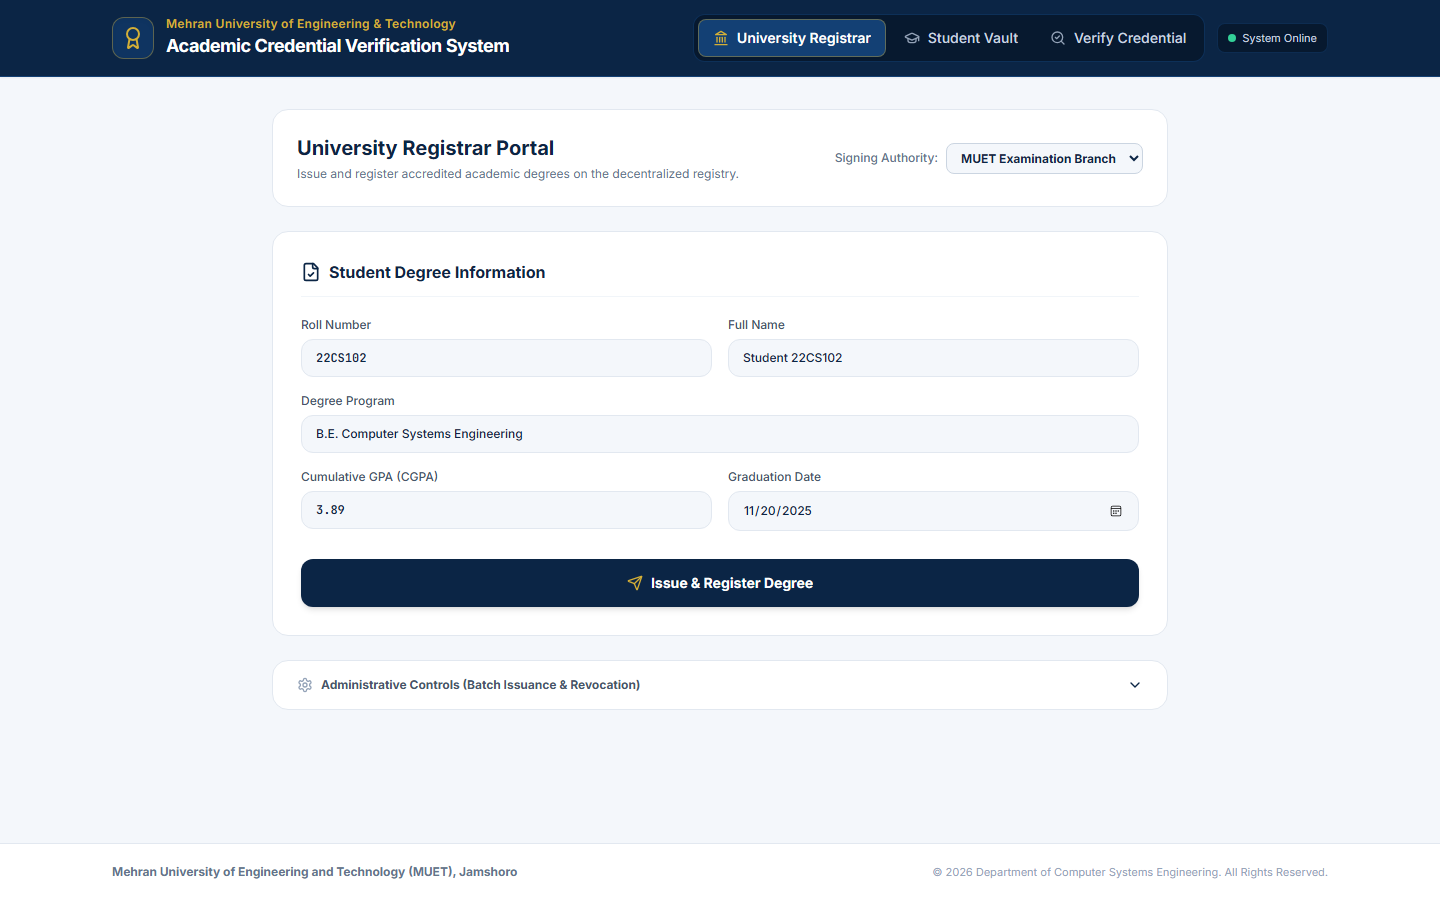 Mehran University of Engineering & Technology
Academic Credential Verification System
University Registrar
Student Vault
Verify Credential
System Online
University Registrar Portal
Issue and register accredited academic degrees on the decentralized registry.
Signing Authority:
MUET Examination Branch
Student Degree Information
Roll Number
Full Name
22CS102
Student 22CS102
Degree Program
B.E. Computer Systems Engineering
Cumulative GPA (CGPA)
Graduation Date
3.89
11/20/2025
Issue & Register Degree
Administrative Controls (Batch Issuance & Revocation)
Mehran University of Engineering and Technology (MUET), Jamshoro
© 2026 Department of Computer Systems Engineering. All Rights Reserved.